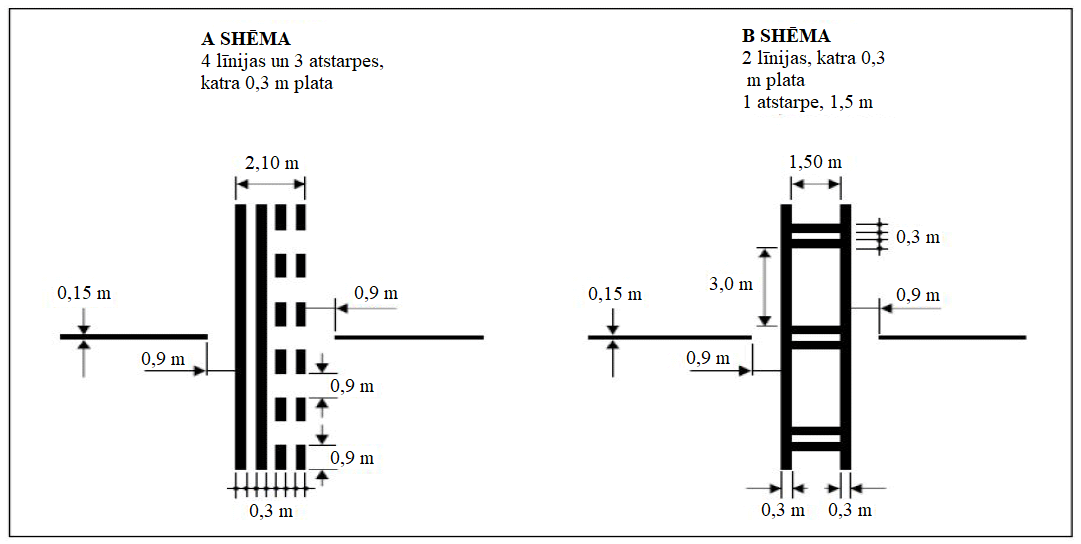 A SHĒMA
4 līnijas un 3 atstarpes,
katra 0,3 m plata
2,10 m
0,15 m
0,9 m
0,9 m
0,9 m
0,9 m
0,3 m
B SHĒMA
2 līnijas, katra 0,3
m plata
1 atstarpe, 1,5 m
1,50 m
0,3 m
3,0 m
0,15 m
0,9 m
0,9 m
0,3 m
0,3 m